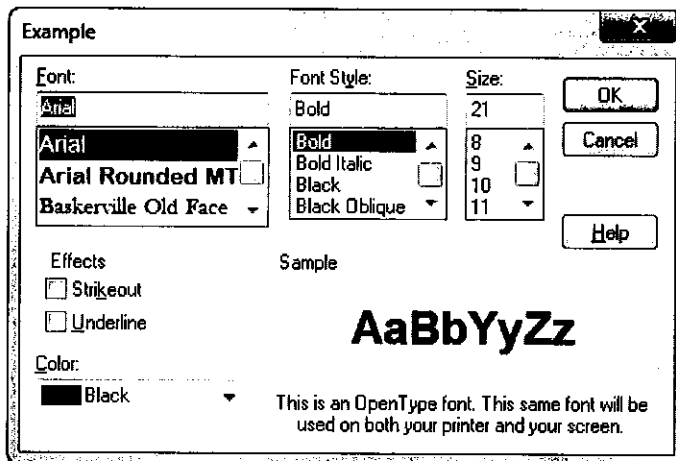 Example
Font:
Font Style:
Size:
Arial
Bold
21
OK
Arial
Arial Rounded MT
Baskerville Old Face
Bold
Bold Italic
Black
Black Oblique
8
9
10
11
Cancel
Help
Effects
Strikeout
Underline
Sample
AaBbYyZz
Color:
Black
This is an OpenType font. This same font will be
used on both your printer and your screen.